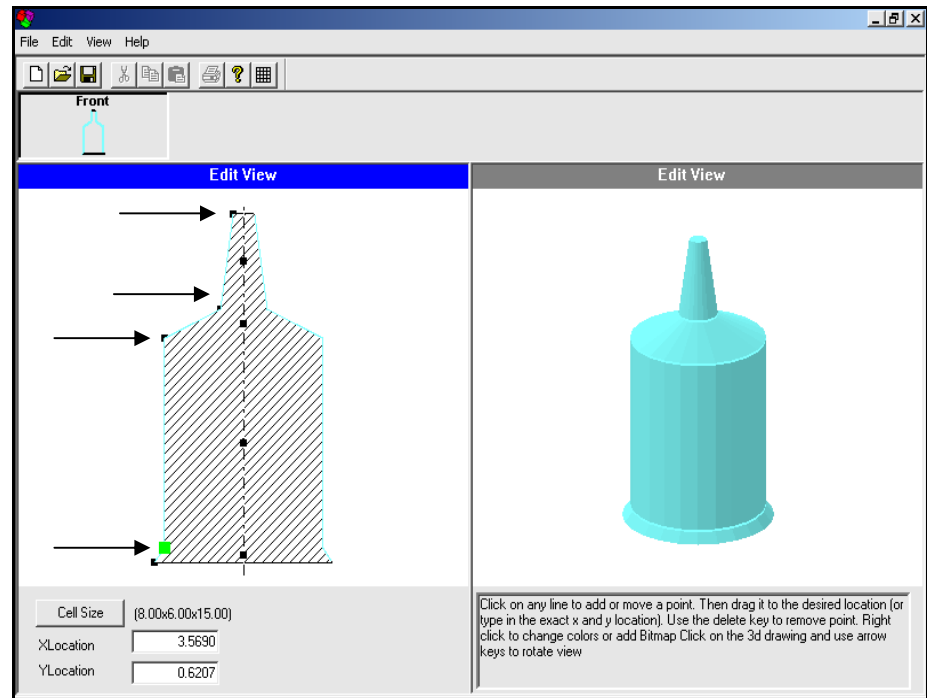 File Edit View Help
Front
Edit View
Edit View
Cell Size (8.00x6.00x15.00)
XLocation 3.5690
YLocation 0.6207
Click on any line to add or move a point. Then drag it to the desired location (or
type in the exact x and y location). Use the delete key to remove point. Right
click to change colors or add Bitmap Click on the 3d drawing and use arrow
keys to rotate view